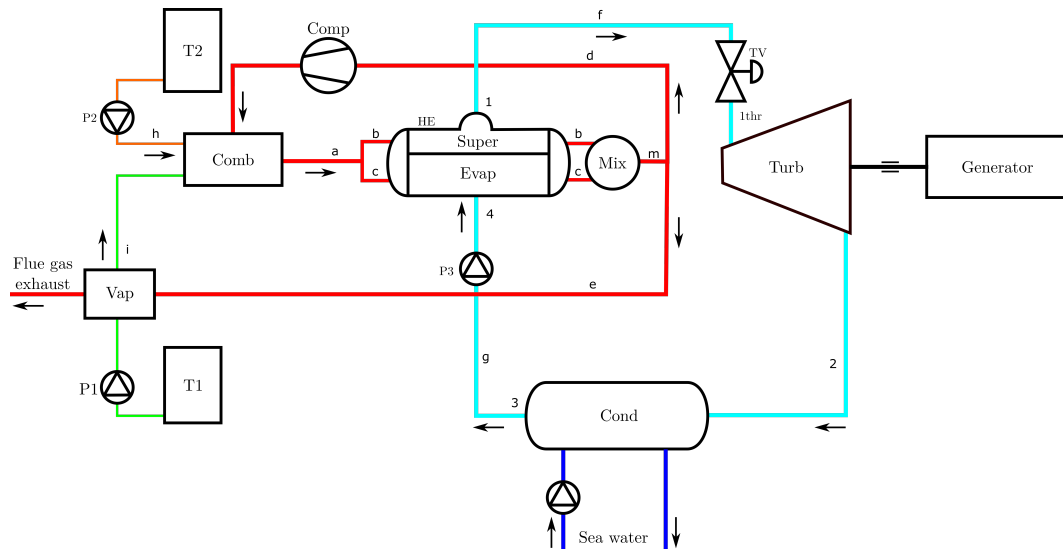 f
T2
Comp
TV
d
P2
1
1thr
h
HE
b
b
Super
Comb
a
Mix
m
Turb
Generator
Evap
c
c
4
i
P3
Flue gas
exhaust
Vap
e
g
2
P1
T1
3
Cond
Sea water